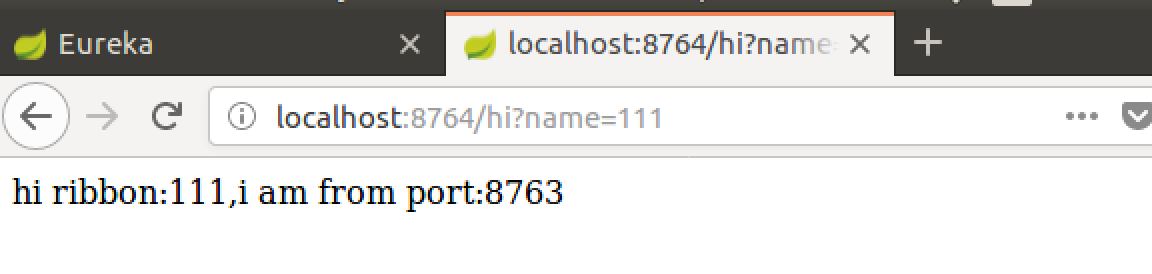 Eureka
localhost:8764/hi?name
localhost:8764/hi?name=111
hi ribbon:111,i am from port:8763